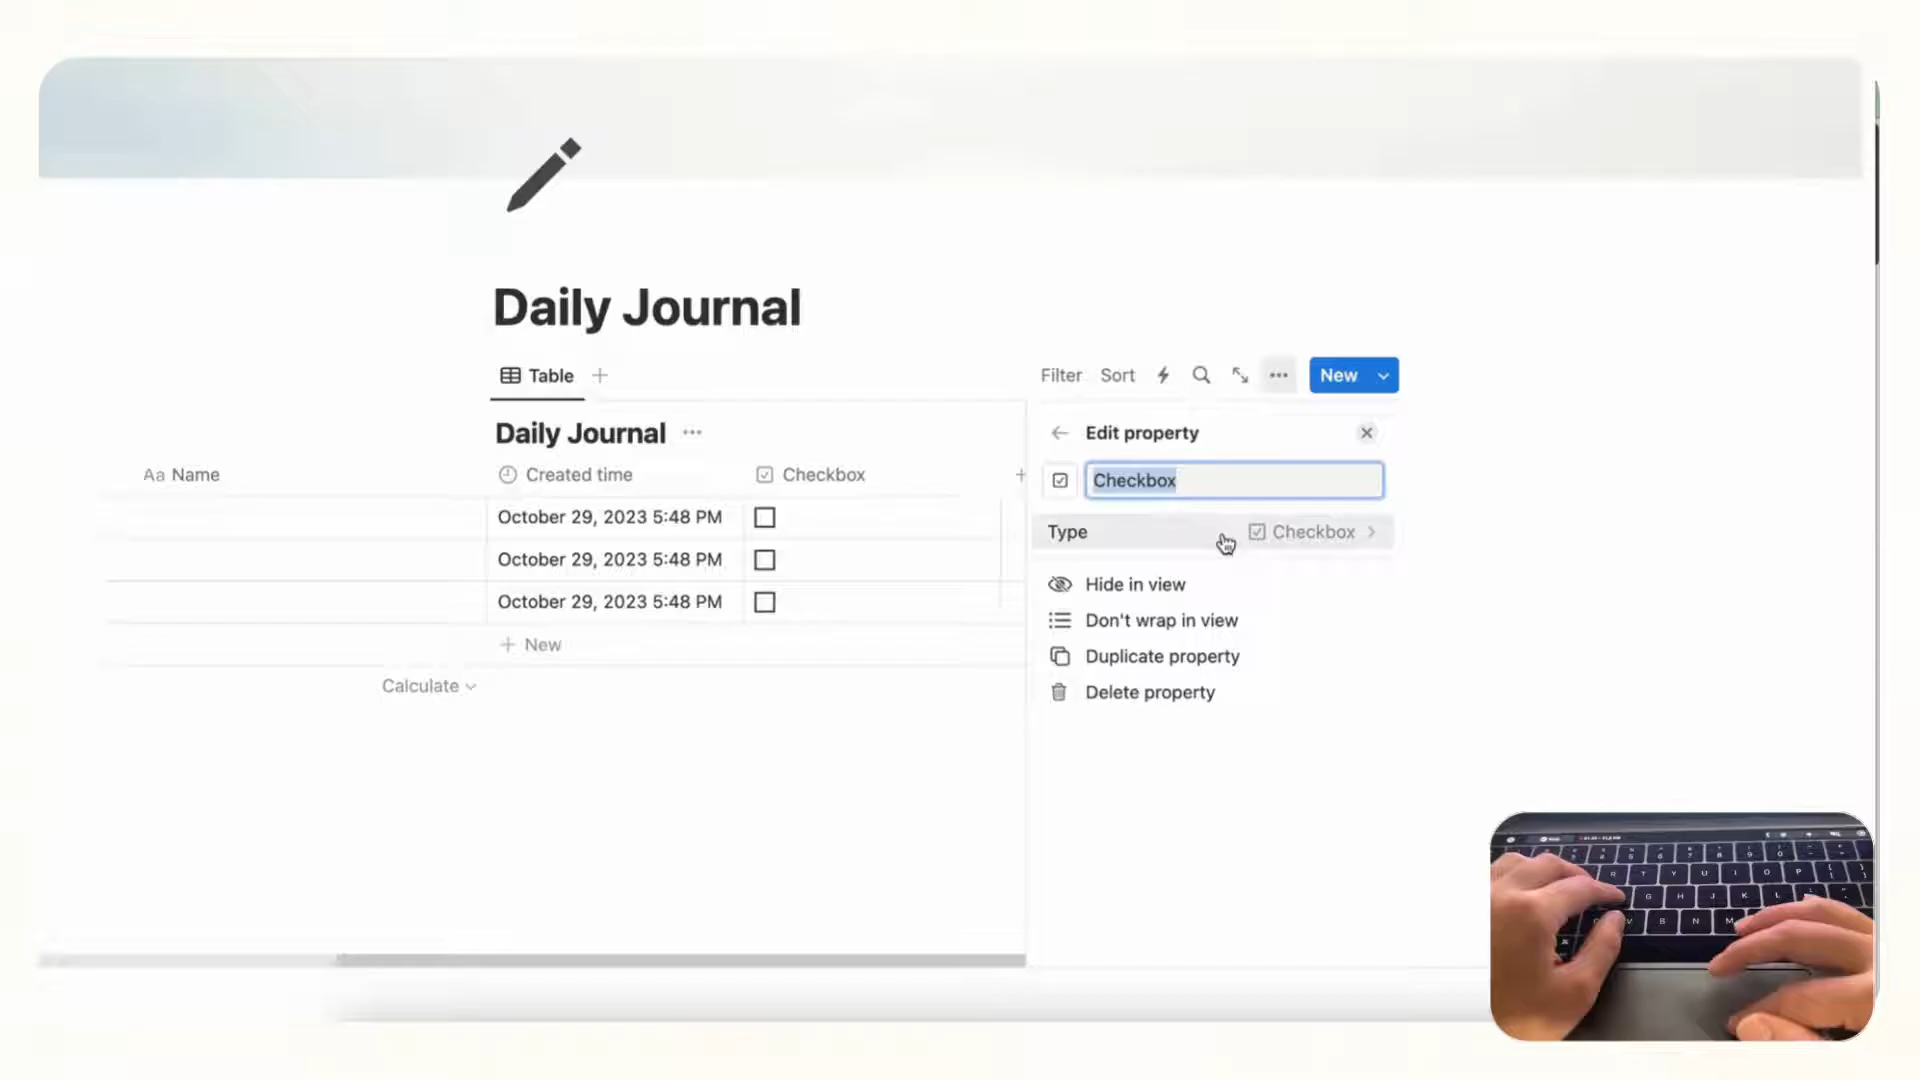 Daily Journal
Table
Filter Sort New
Daily Journal
Aa Name Created time Checkbox
October 29, 2023 5:48 PM
October 29, 2023 5:48 PM
October 29, 2023 5:48 PM
New
Calculate
Edit property
Checkbox
Type Checkbox
Hide in view
Don't wrap in view
Duplicate property
Delete property